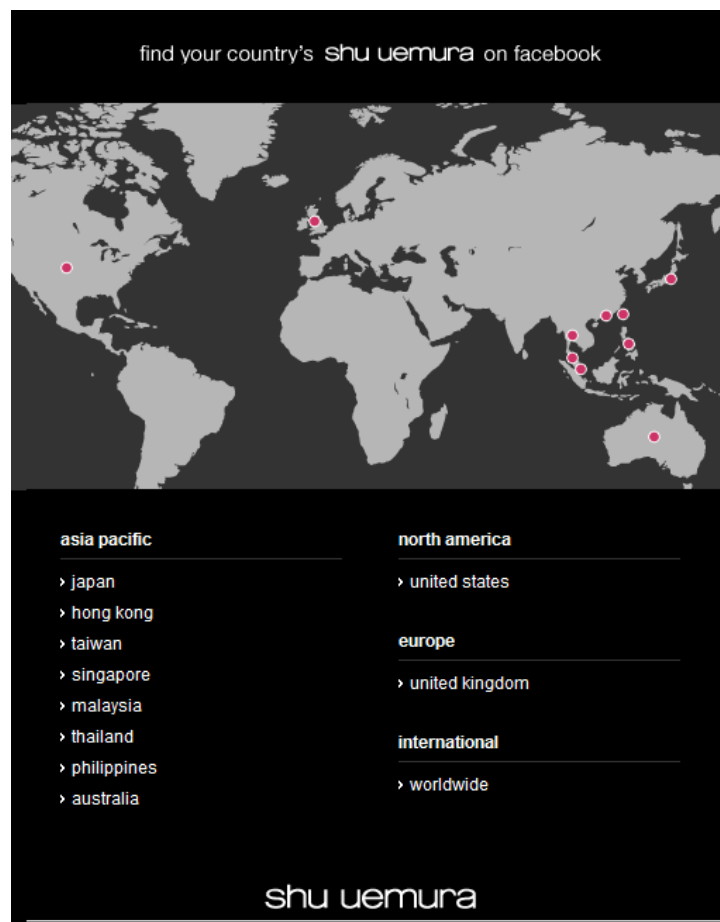 find your country's shu uemura on facebook
asia pacific
› japan
› hong kong
› taiwan
› singapore
› malaysia
› thailand
› philippines
› australia
north america
› united states
europe
› united kingdom
international
› worldwide
shu uemura